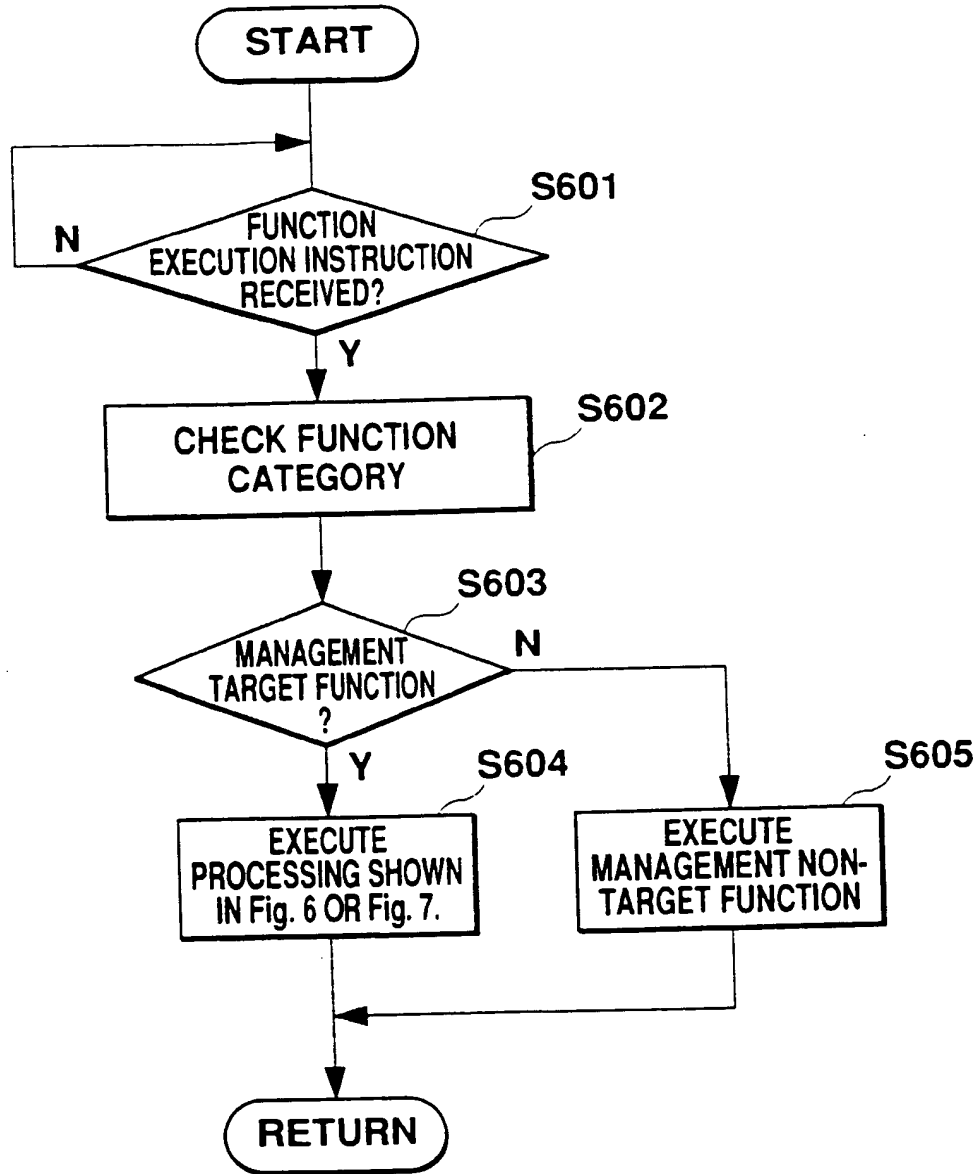 START
S601
FUNCTION
EXECUTION INSTRUCTION
RECEIVED?
N
Y
S602
CHECK FUNCTION
CATEGORY
S603
MANAGEMENT
TARGET FUNCTION
?
N
Y
S604
EXECUTE
PROCESSING SHOWN
IN Fig. 6 OR Fig. 7.
S605
EXECUTE
MANAGEMENT NON-
TARGET FUNCTION
RETURN